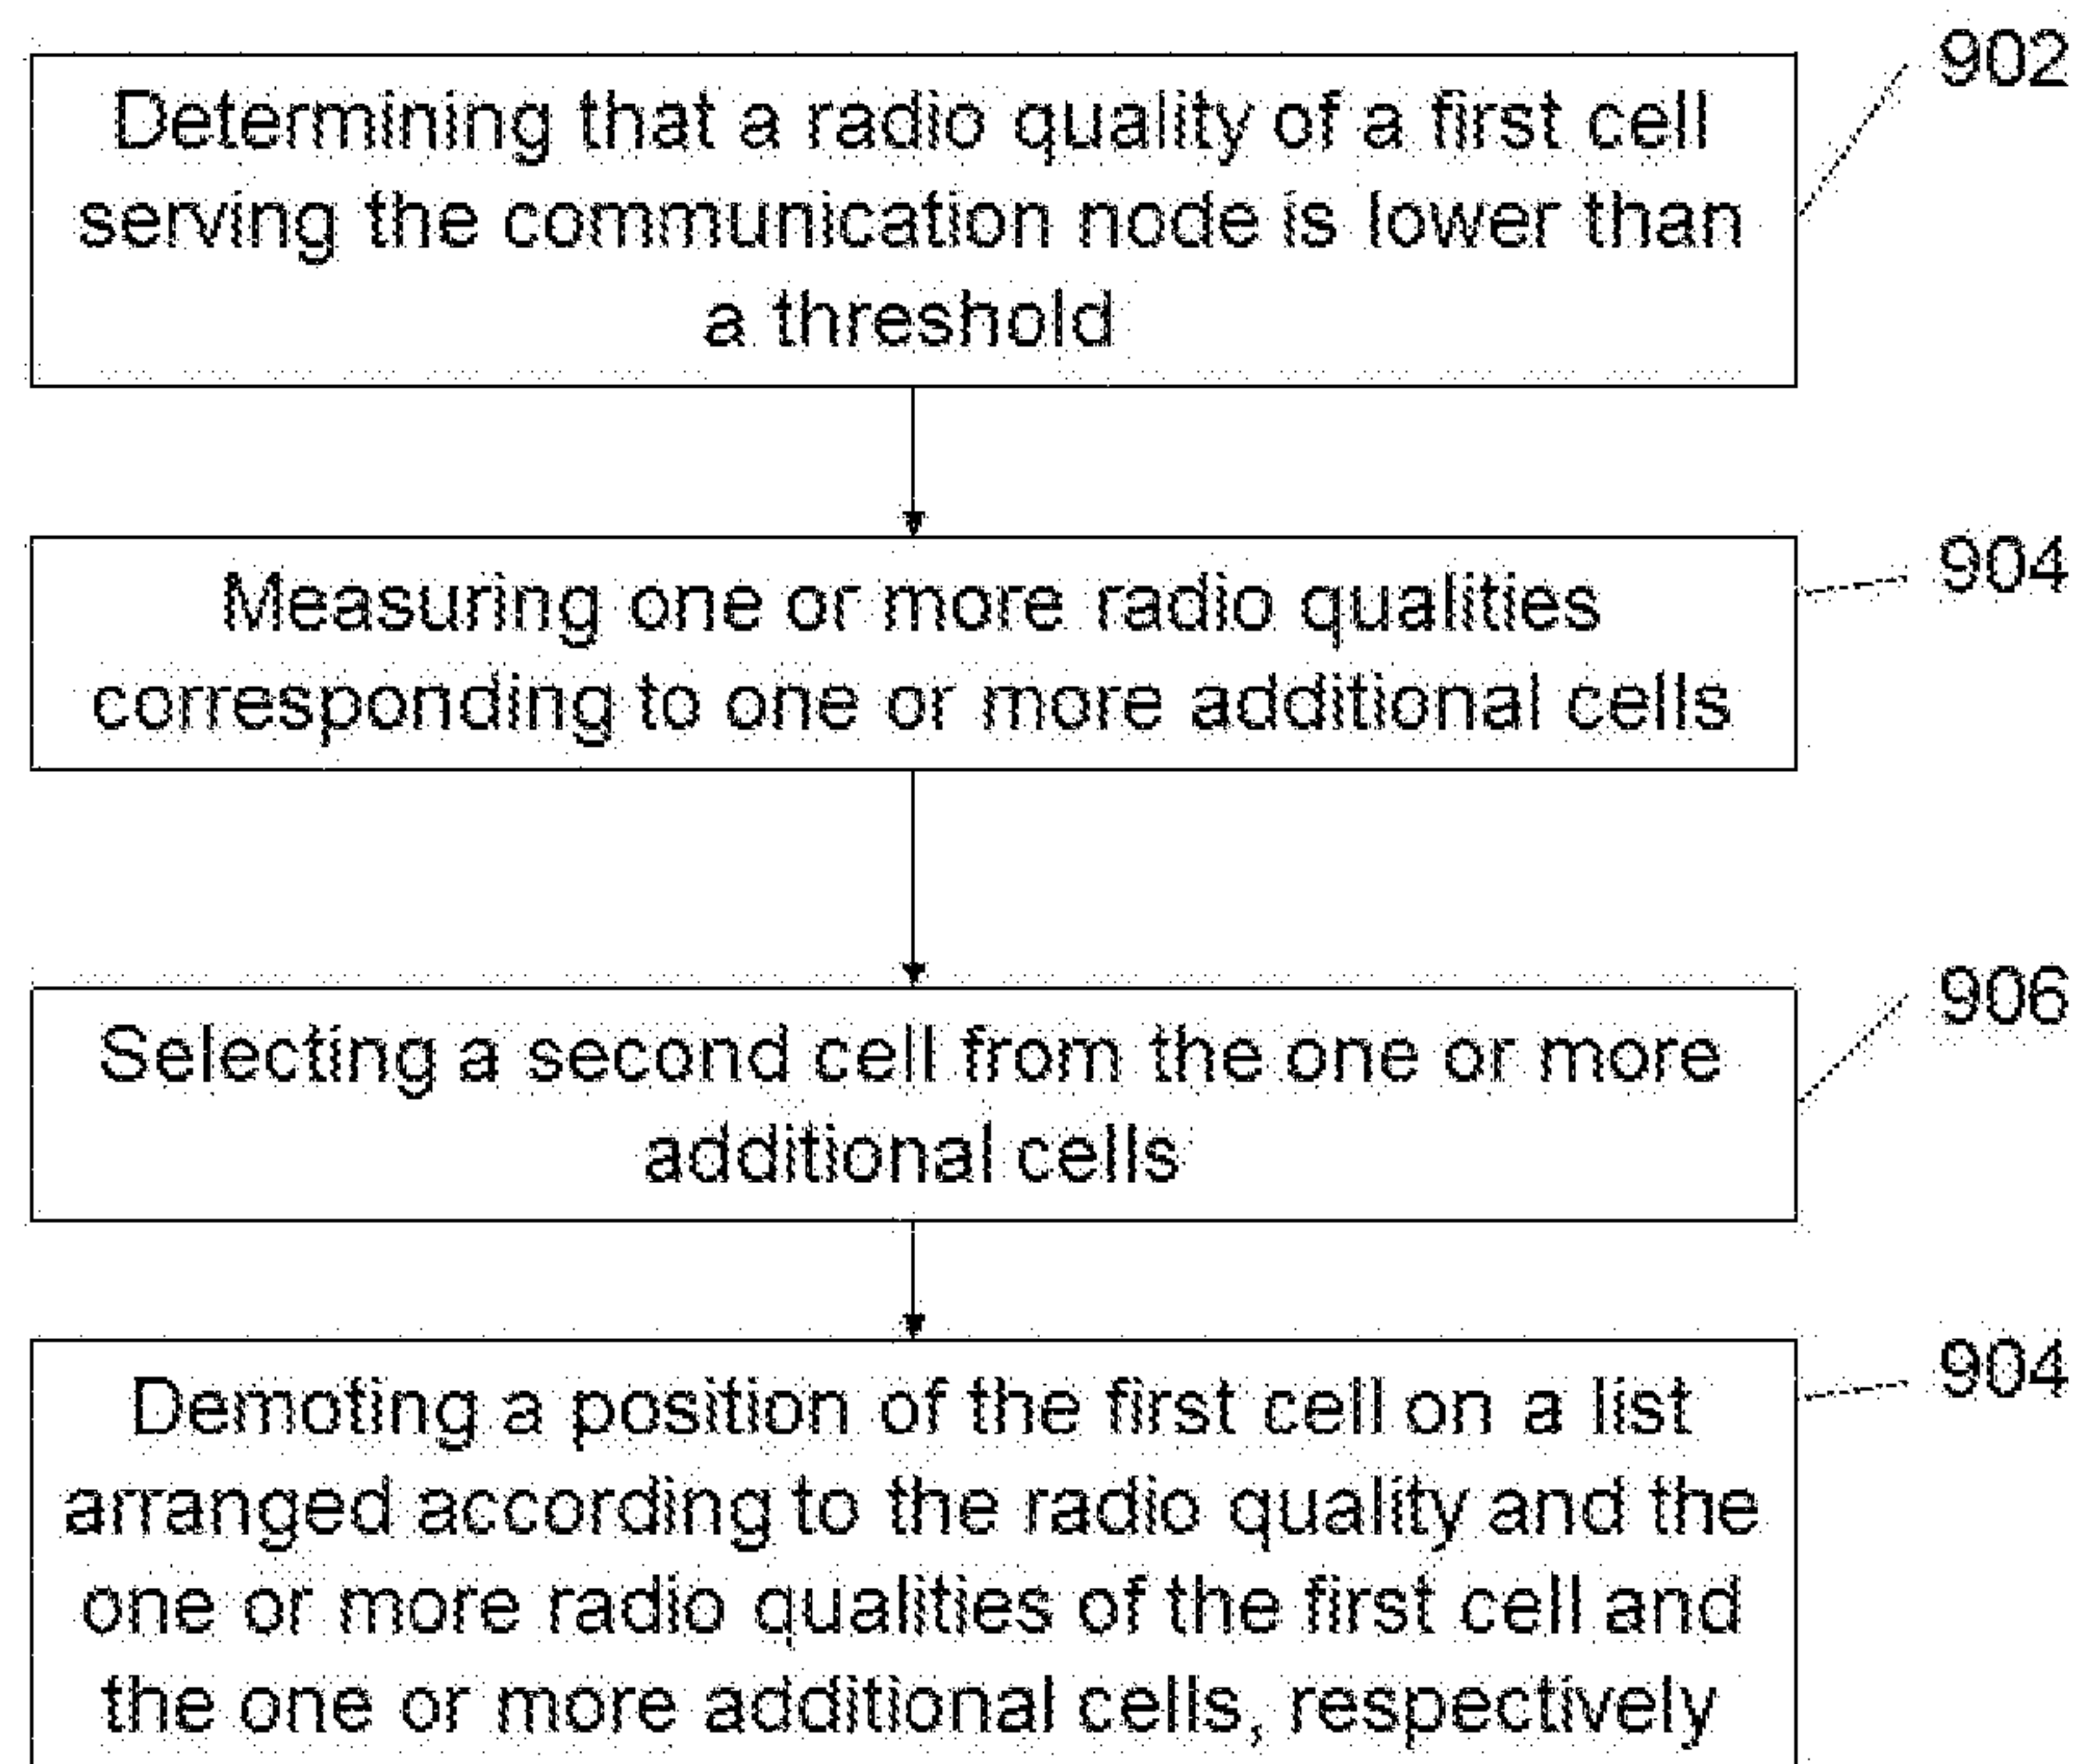 Determining that a radio quality of a first cell
serving the communication node is lower than
a threshold
902
Measuring one or more radio qualities
corresponding to one or more additional cells
904
Selecting a second cell from the one or more
additional cells
906
Demoting a position of the first cell on a list
arranged according to the radio quality and the
one or more radio qualities of the first cell and
the one or more additional cells, respectively
904